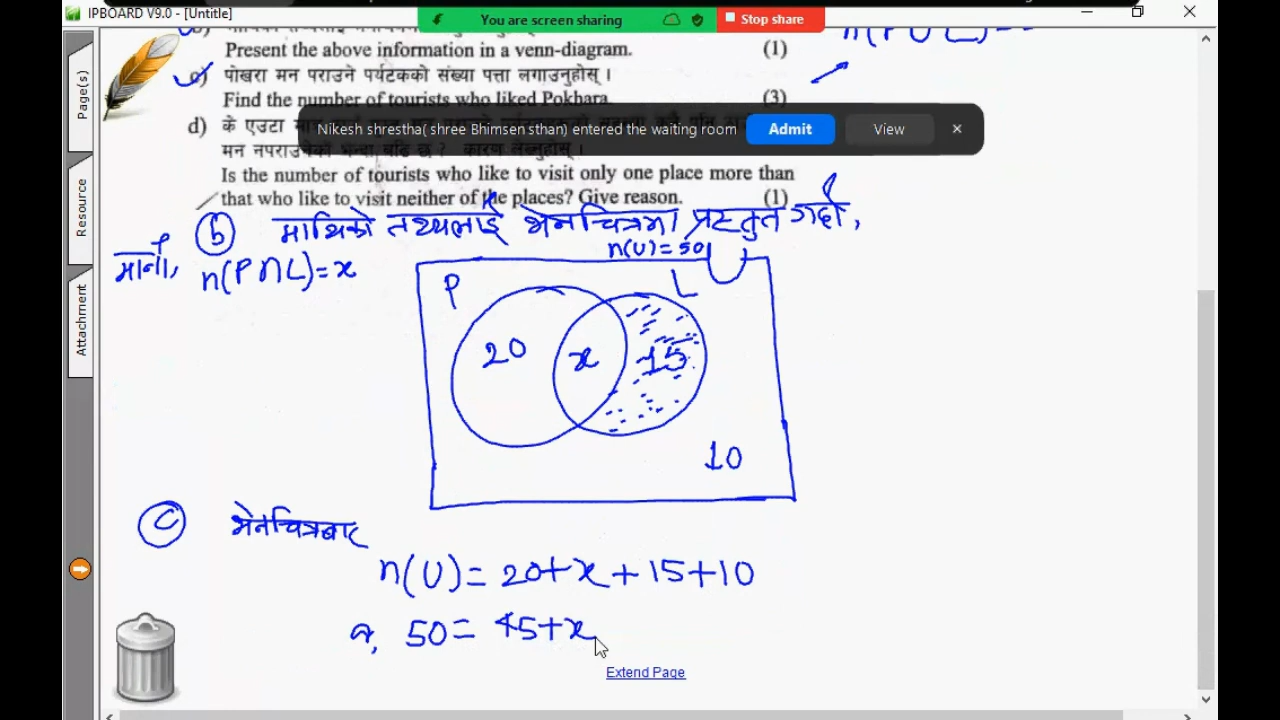 IPBOARD V9.0 - [Untitle]
You are screen sharing
Stop share
Page(s)
Resource
Attachment
Present the above information in a venn-diagram. (1)
c) पोखरा मन पराउने पर्यटकको संख्या पत्ता लगाउनुहोस् ।
Find the number of tourists who liked Pokhara. (3)
d) के एउटा
Nikesh shrestha( shree Bhimsen sthan) entered the waiting room
Admit
View
मन नपराउनेको भन्दा बढि छ ? कारण लेख्नुहोस् ।
Is the number of tourists who like to visit only one place more than
that who like to visit neither of the places? Give reason. (1)
b माथिको तथ्यलाई भेनचित्रमा प्रस्तुत गर्दा,
मानौं, n(P∩L)=x
n(U)=50
U
P
L
20
x
15
10
c भेनचित्रबाट
n(U)= 20+x+15+10
50= 45+x
Extend Page